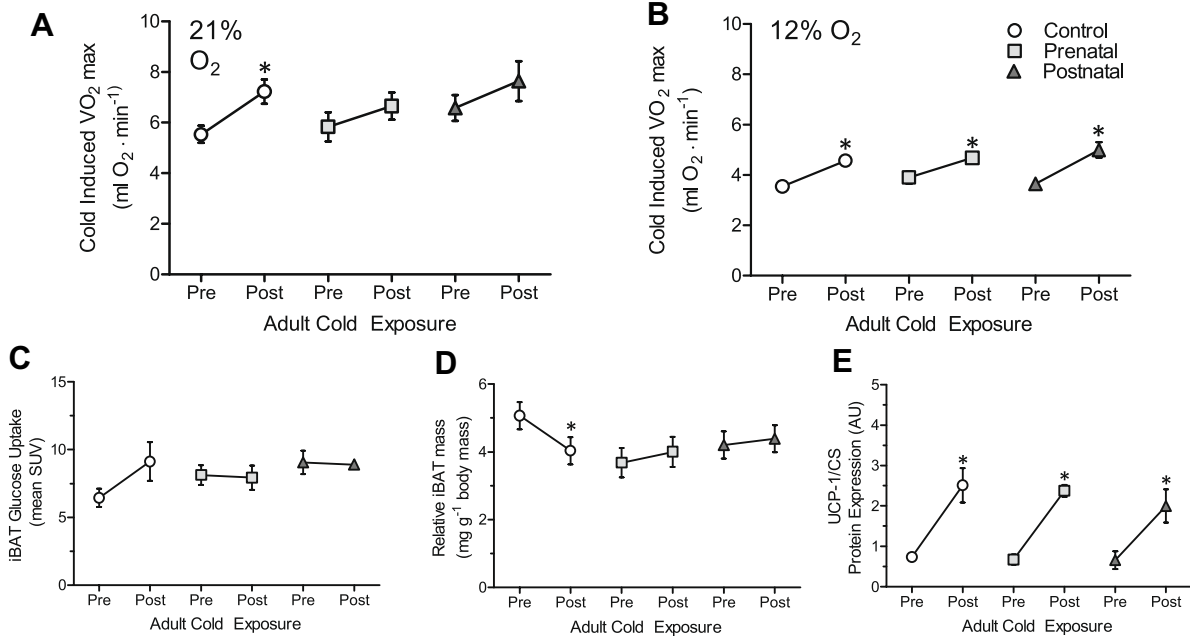 A
21%
O2
*
Cold Induced VO2 max
(ml O2 · min-1)
10
8
6
4
2
0
Pre Post Pre Post Pre Post
Adult Cold Exposure
B
12% O2
Control
Prenatal
Postnatal
* * *
Cold Induced VO2 max
(ml O2 · min-1)
10
8
6
4
2
0
Pre Post Pre Post Pre Post
Adult Cold Exposure
C
iBAT Glucose Uptake
(mean SUV)
15
10
5
0
Pre Post Pre Post Pre Post
Adult Cold Exposure
D
*
Relative iBAT mass
(mg g-1 body mass)
6
4
2
0
Pre Post Pre Post Pre Post
Adult Cold Exposure
E
* * *
UCP-1/CS
Protein Expression (AU)
5
4
3
2
1
0
Pre Post Pre Post Pre Post
Adult Cold Exposure